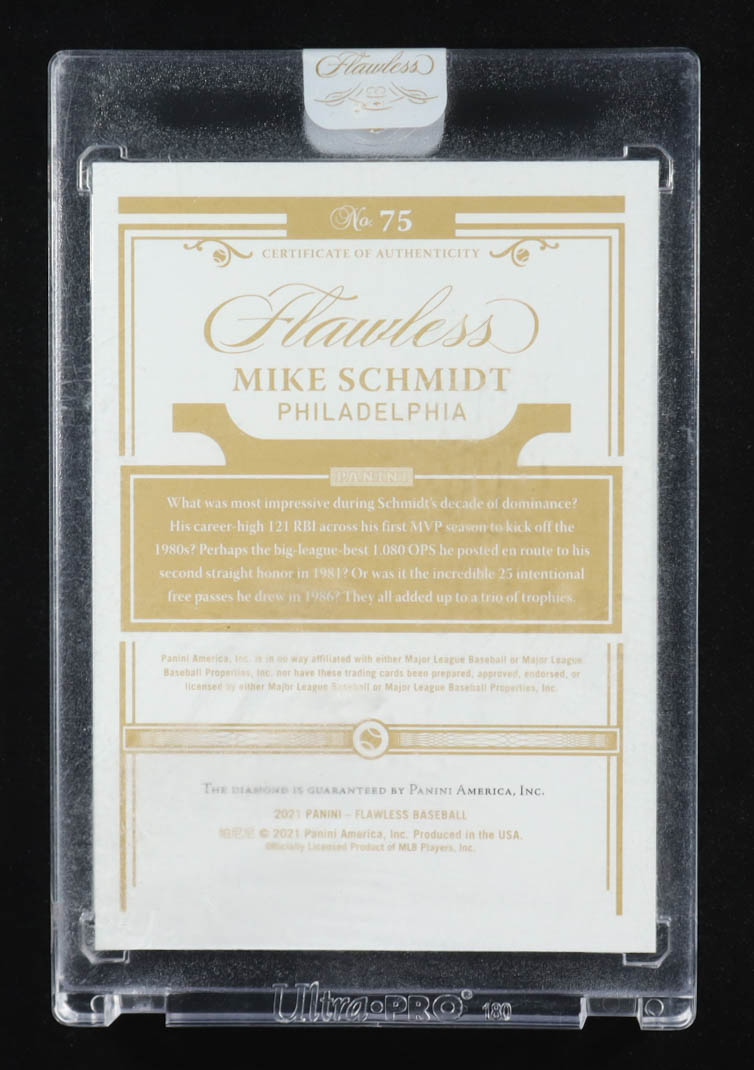 Flawless
No. 75
CERTIFICATE OF AUTHENTICITY
Flawless
MIKE SCHMIDT
PHILADELPHIA
PANINI
What was most impressive during Schmidt's decade of dominance?
His career-high 121 RBI across his first MVP season to kick off the
1980s? Perhaps the big-league-best 1.080 OPS he posted en route to his
second straight honor in 1981? Or was it the incredible 25 intentional
free passes he drew in 1986? They all added up to a trio of trophies.
Panini America, Inc. is in no way affiliated with either Major League Baseball or Major League
Baseball Properties, Inc. nor have these trading cards been prepared, approved, endorsed, or
licensed by either Major League Baseball or Major League Baseball Properties, Inc.
THE DIAMOND IS GUARANTEED BY PANINI AMERICA, INC.
2021 PANINI – FLAWLESS BASEBALL
帕尼尼 © 2021 Panini America, Inc. Produced in the USA.
Officially Licensed Product of MLB Players, Inc.
Ultra·PRO® 180